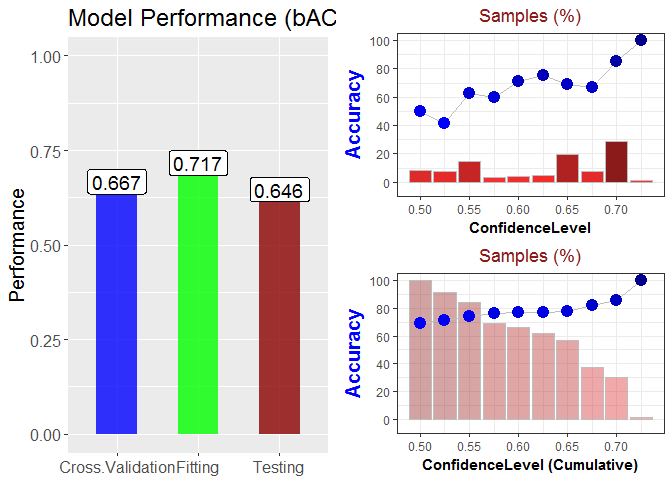 Model Performance (bAC
Performance
1.00
0.75
0.50
0.25
0.00
0.667
0.717
0.646
Cross.Validation Fitting Testing
Samples (%)
Accuracy
100
80
60
40
20
0
0.50 0.55 0.60 0.65 0.70
ConfidenceLevel
Samples (%)
Accuracy
100
80
60
40
20
0
0.50 0.55 0.60 0.65 0.70
ConfidenceLevel (Cumulative)